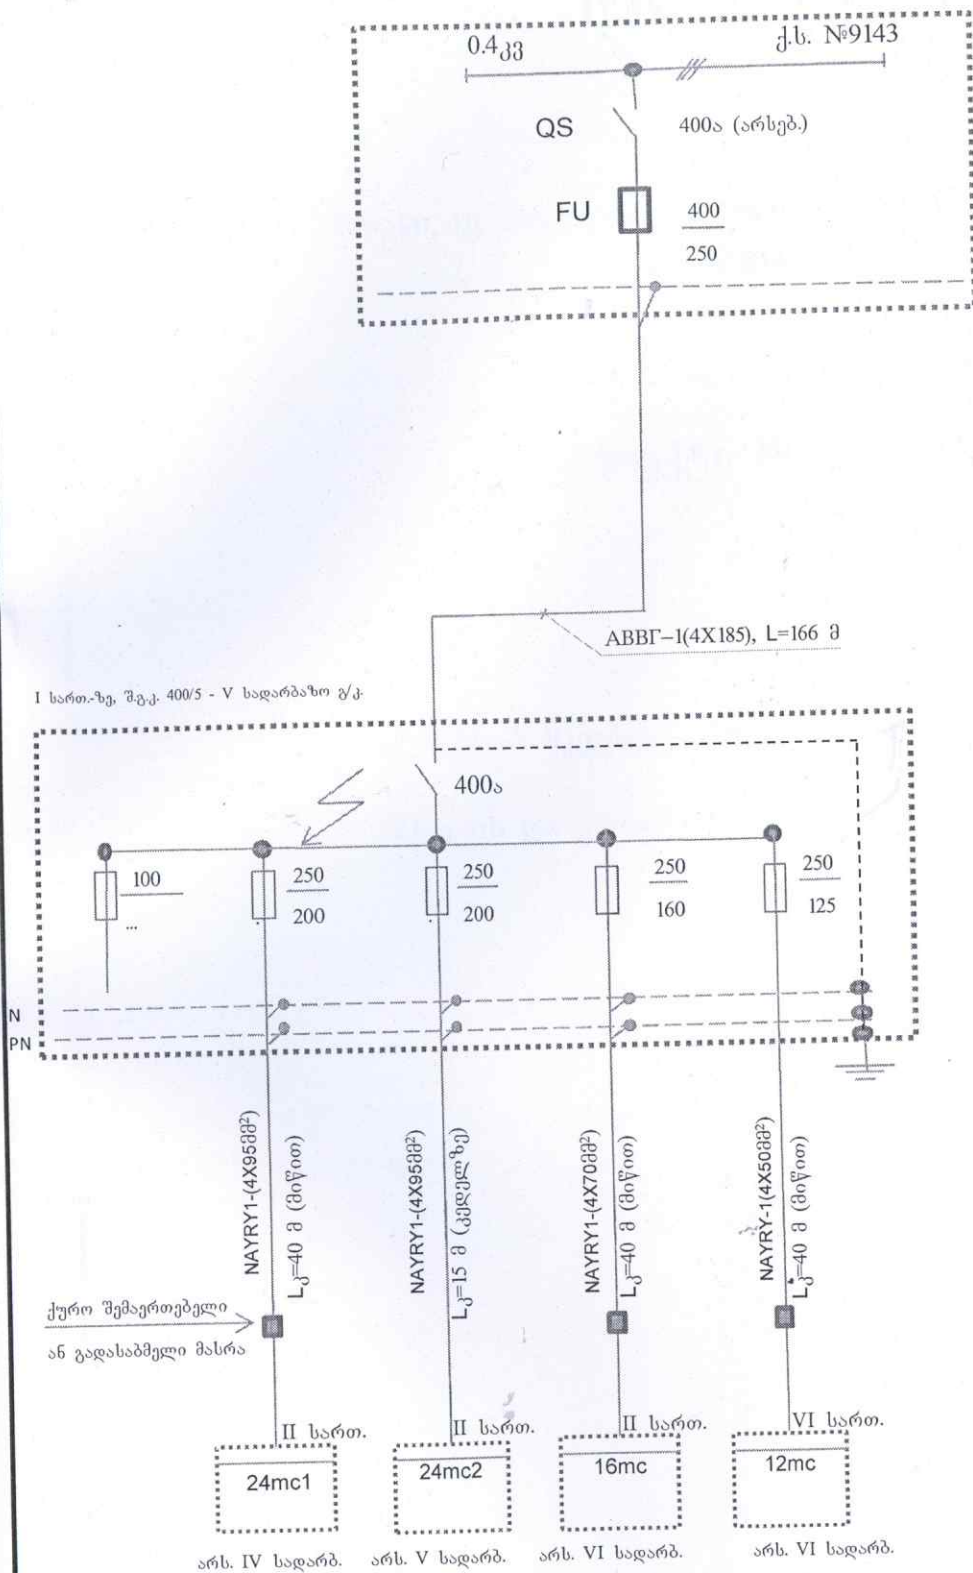 0.4კვ
ქ.ს. №9143
QS
400ა (არსებ.)
FU
400
250
АВВГ-1(4X185), L=166 მ
I სართ.-ზე, შ.გ.კ. 400/5 - V სადარბაზო გ/კ.
400ა
100
...
250
200
250
200
250
160
250
125
N
PN
NAYRY1-(4X95მმ²)
Lკ=40 მ (მიწით)
NAYRY1-(4X95მმ²)
Lკ=15 მ (კედელზე)
NAYRY1-(4X70მმ²)
Lკ=40 მ (მიწით)
NAYRY-1(4X50მმ²)
Lკ=40 მ (მიწით)
ქურო შემაერთებელი
ან გადასაბმელი მასრა
II სართ.
II სართ.
II სართ.
VI სართ.
24mc1
24mc2
16mc
12mc
არს. IV სადარბ.
არს. V სადარბ.
არს. VI სადარბ.
არს. VI სადარბ.